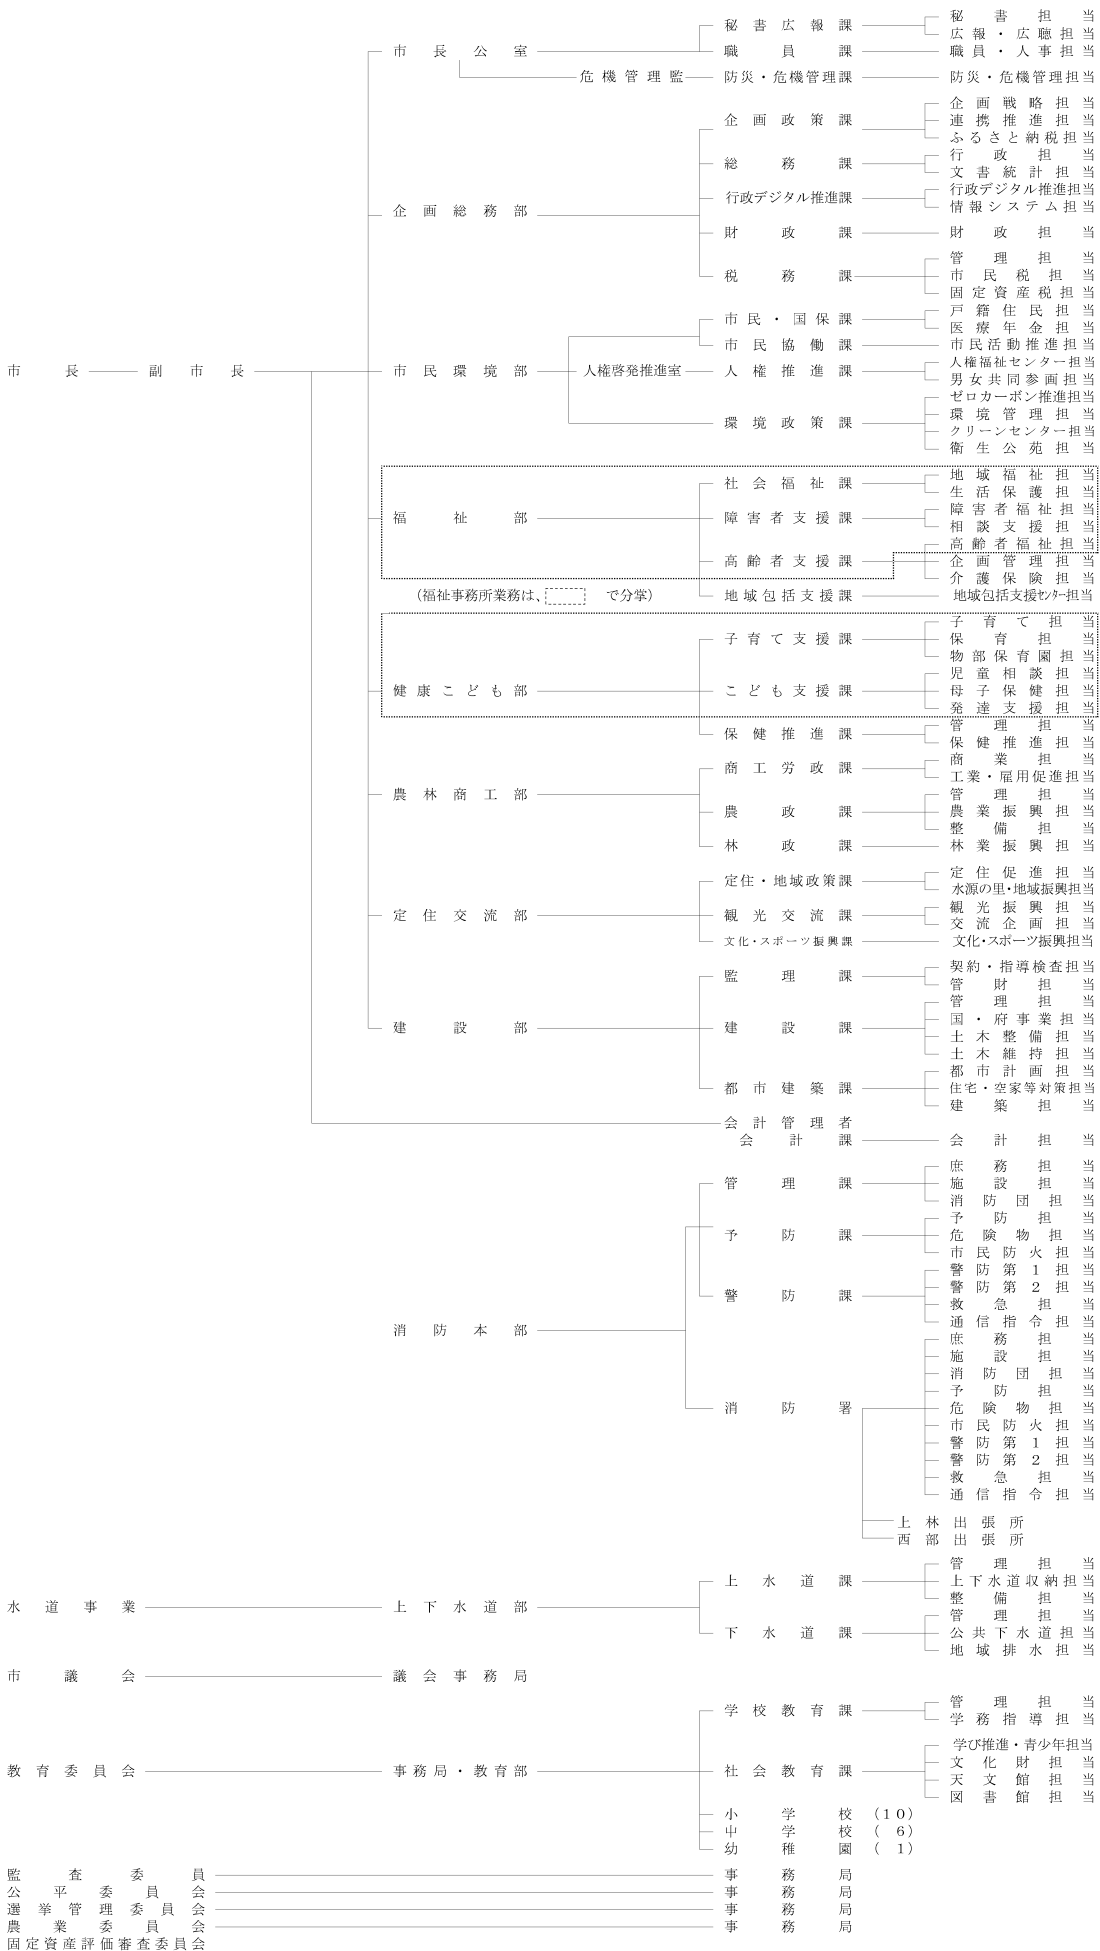 秘書広報課 秘書担当
広報・広聴担当
市長公室 職員課 職員・人事担当
危機管理監 防災・危機管理課 防災・危機管理担当
企画戦略担当
企画政策課 連携推進担当
ふるさと納税担当
総務課 行政担当
文書統計担当
行政デジタル推進課 行政デジタル推進担当
情報システム担当
企画総務部
財政課 財政担当
管理担当
税務課 市民税担当
固定資産税担当
市民・国保課 戸籍住民担当
医療年金担当
市民協働課 市民活動推進担当
市長 副市長 市民環境部 人権啓発推進室 人権推進課 人権福祉センター担当
男女共同参画担当
ゼロカーボン推進担当
環境政策課 環境管理担当
クリーンセンター担当
衛生公苑担当
社会福祉課 地域福祉担当
生活保護担当
福祉部 障害者支援課 障害者福祉担当
相談支援担当
高齢者福祉担当
高齢者支援課 企画管理担当
介護保険担当
(福祉事務所業務は、 で分掌) 地域包括支援課 地域包括支援センター担当
子育て担当
子育て支援課 保育担当
物部保育園担当
児童相談担当
健康こども部 こども支援課 母子保健担当
発達支援担当
保健推進課 管理担当
保健推進担当
商工労政課 商業担当
工業・雇用促進担当
農林商工部 管理担当
農政課 農業振興担当
整備担当
林政課 林業振興担当
定住・地域政策課 定住促進担当
水源の里・地域振興担当
定住交流部 観光交流課 観光振興担当
交流企画担当
文化・スポーツ振興課 文化・スポーツ振興担当
監理課 契約・指導検査担当
管財担当
管理担当
建設部 建設課 国・府事業担当
土木整備担当
土木維持担当
都市計画担当
都市建築課 住宅・空家等対策担当
建築担当
会計管理者
会計課 会計担当
庶務担当
管理課 施設担当
消防団担当
予防担当
予防課 危険物担当
市民防火担当
警防第1担当
警防第2担当
警防課 救急担当
通信指令担当
消防本部
庶務担当
施設担当
消防団担当
予防担当
消防署 危険物担当
市民防火担当
警防第1担当
警防第2担当
救急担当
通信指令担当
上林出張所
西部出張所
管理担当
上水道課 上下水道収納担当
整備担当
水道事業 上下水道部
管理担当
下水道課 公共下水道担当
地域排水担当
市議会 議会事務局
学校教育課 管理担当
学務指導担当
学び推進・青少年担当
文化財担当
教育委員会 事務局・教育部 社会教育課 天文館担当
図書館担当
小学校 (10)
中学校 (6)
幼稚園 (1)
監査委員 事務局
公平委員会 事務局
選挙管理委員会 事務局
農業委員会 事務局
固定資産評価審査委員会